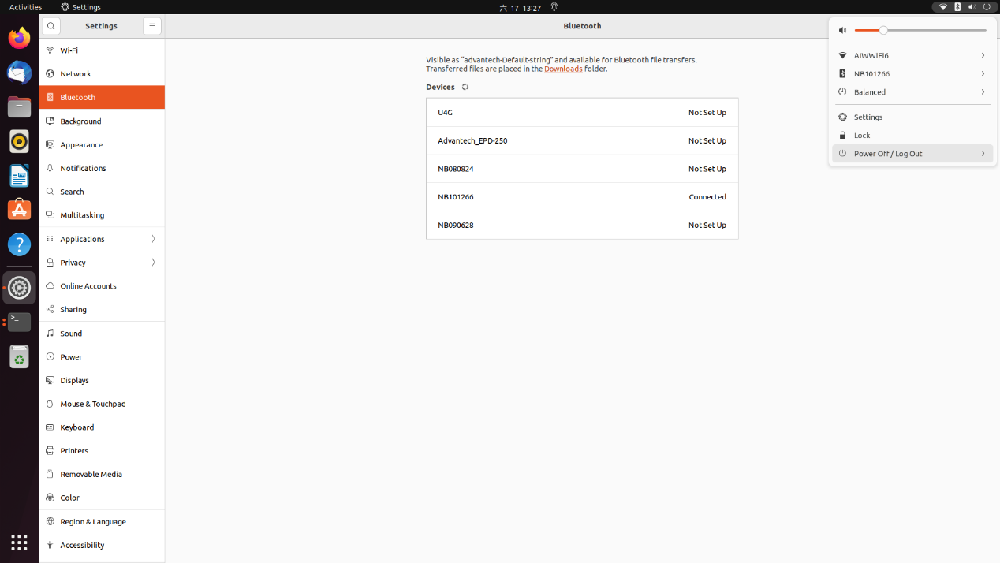 Activities
Settings
六 17 13:27
Settings
Bluetooth
Wi-Fi
Network
Bluetooth
Background
Appearance
Notifications
Search
Multitasking
Applications
Privacy
Online Accounts
Sharing
Sound
Power
Displays
Mouse & Touchpad
Keyboard
Printers
Removable Media
Color
Region & Language
Accessibility
Visible as “advantech-Default-string” and available for Bluetooth file transfers.
Transferred files are placed in the Downloads folder.
Devices
U4G Not Set Up
Advantech_EPD-250 Not Set Up
NB080824 Not Set Up
NB101266 Connected
NB090628 Not Set Up
AIWWiFi6
NB101266
Balanced
Settings
Lock
Power Off / Log Out